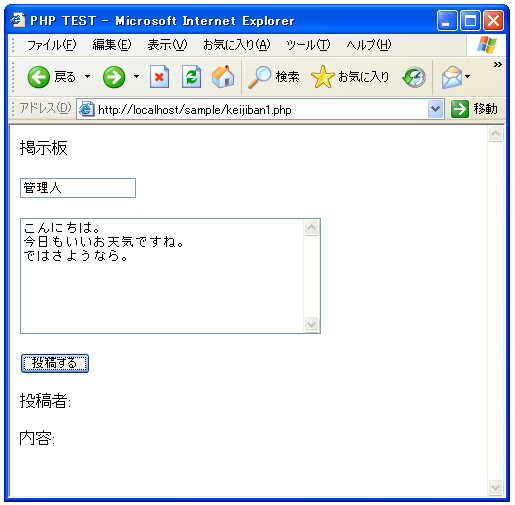 PHP TEST - Microsoft Internet Explorer
ファイル(F) 編集(E) 表示(V) お気に入り(A) ツール(T) ヘルプ(H)
戻る 検索 お気に入り
アドレス(D) http://localhost/sample/keijiban1.php 移動
掲示板
管理人
こんにちは。
今日もいいお天気ですね。
ではさようなら。
投稿する
投稿者:
内容: